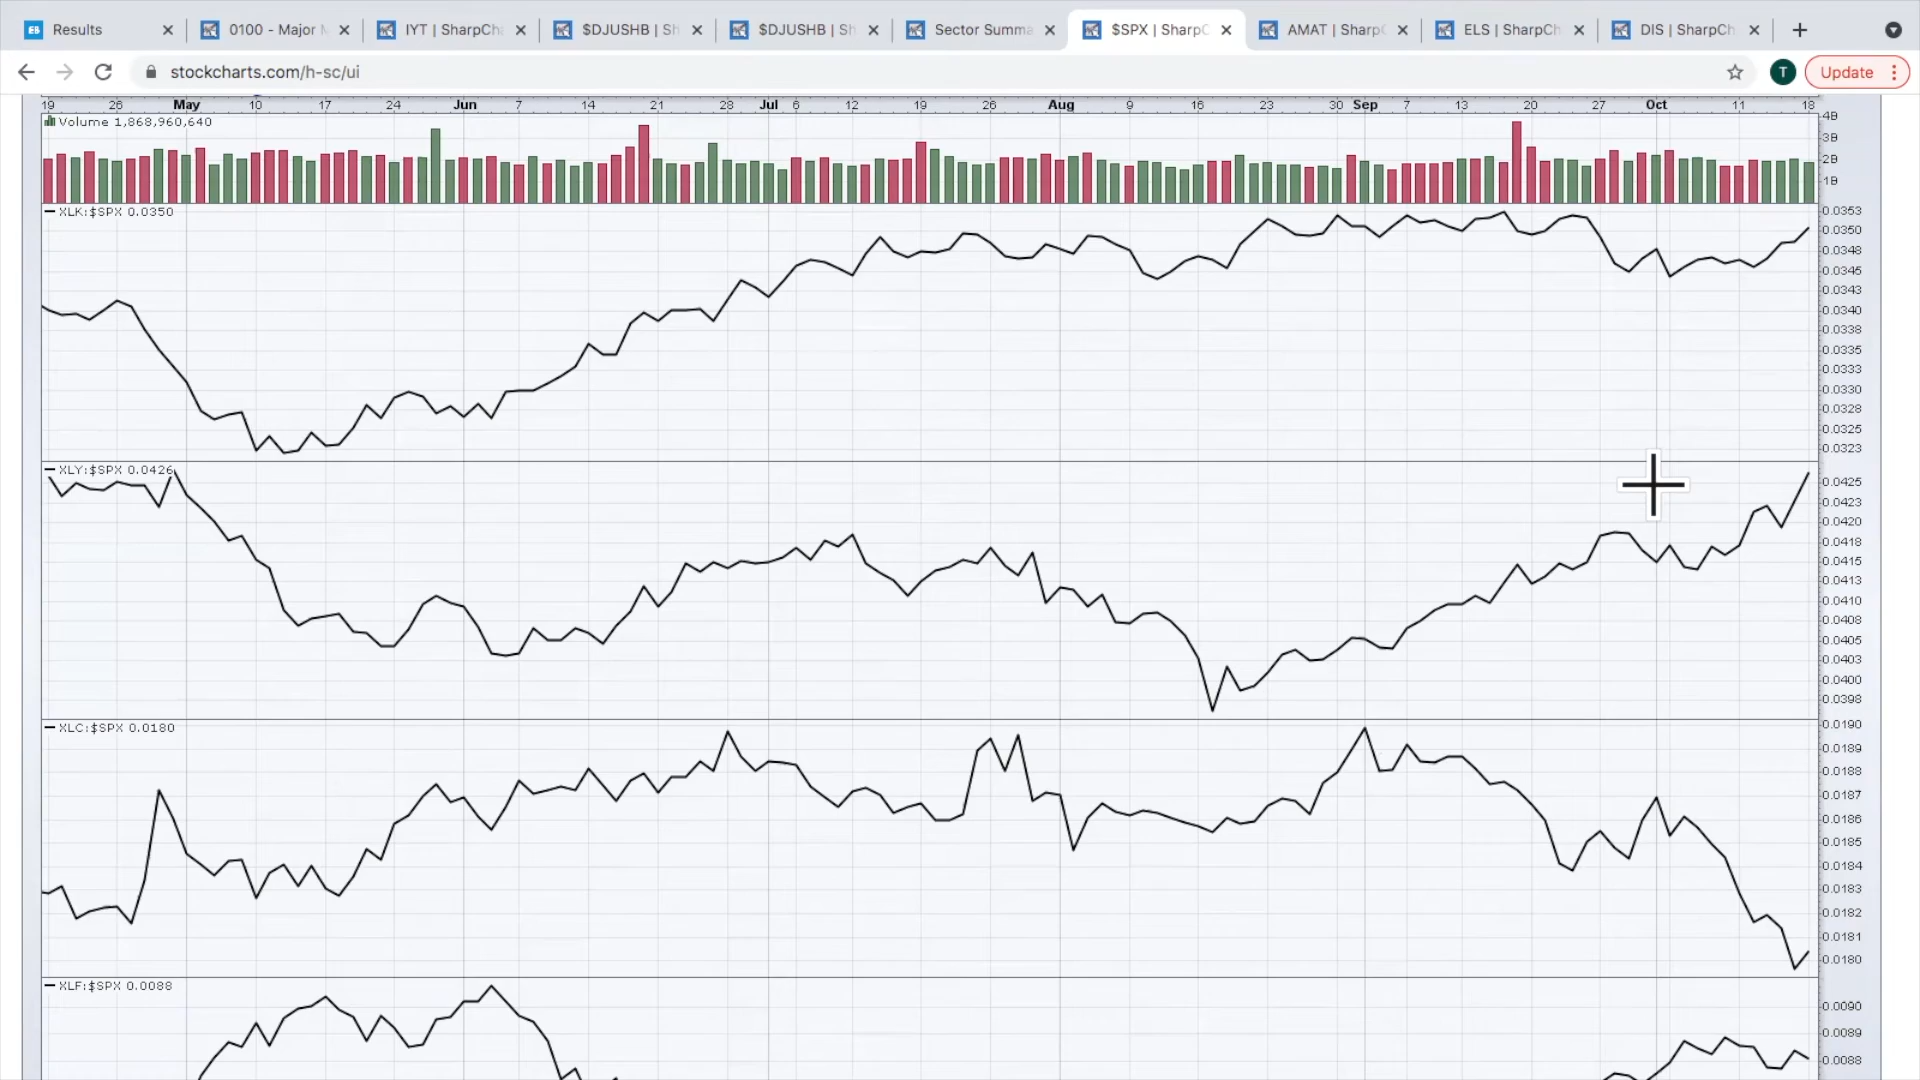 Results
0100 - Major M
IYT | SharpCha
$DJUSHB | Sh
$DJUSHB | Sh
Sector Summa
$SPX | SharpC
AMAT | SharpC
ELS | SharpCh
DIS | SharpCh
stockcharts.com/h-sc/ui
T
Update
19 26 May 10 17 24 Jun 7 14 21 28 Jul 6 12 19 26 Aug 9 16 23 30 Sep 7 13 20 27 Oct 11 18
Volume 1,868,960,640
4B
3B
2B
1B
XLK:$SPX 0.0350
0.0353
0.0350
0.0348
0.0345
0.0343
0.0340
0.0338
0.0335
0.0333
0.0330
0.0328
0.0325
0.0323
XLY:$SPX 0.0426
0.0425
0.0423
0.0420
0.0418
0.0415
0.0413
0.0410
0.0408
0.0405
0.0403
0.0400
0.0398
XLC:$SPX 0.0180
0.0190
0.0189
0.0188
0.0187
0.0186
0.0185
0.0184
0.0183
0.0182
0.0181
0.0180
XLF:$SPX 0.0088
0.0090
0.0089
0.0088